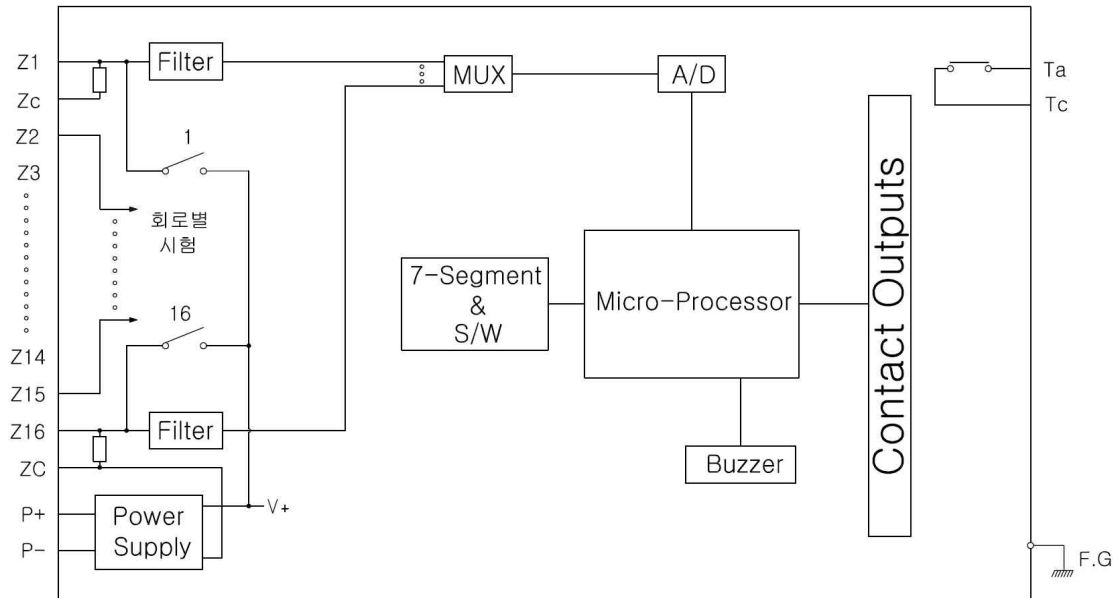 Z1
Zc
Z2
Z3
Z14
Z15
Z16
ZC
P+
P-
Filter
1
회로별
시험
16
Filter
Power
Supply
V+
MUX
A/D
7-Segment
&
S/W
Micro-Processor
Buzzer
Contact Outputs
Ta
Tc
F.G